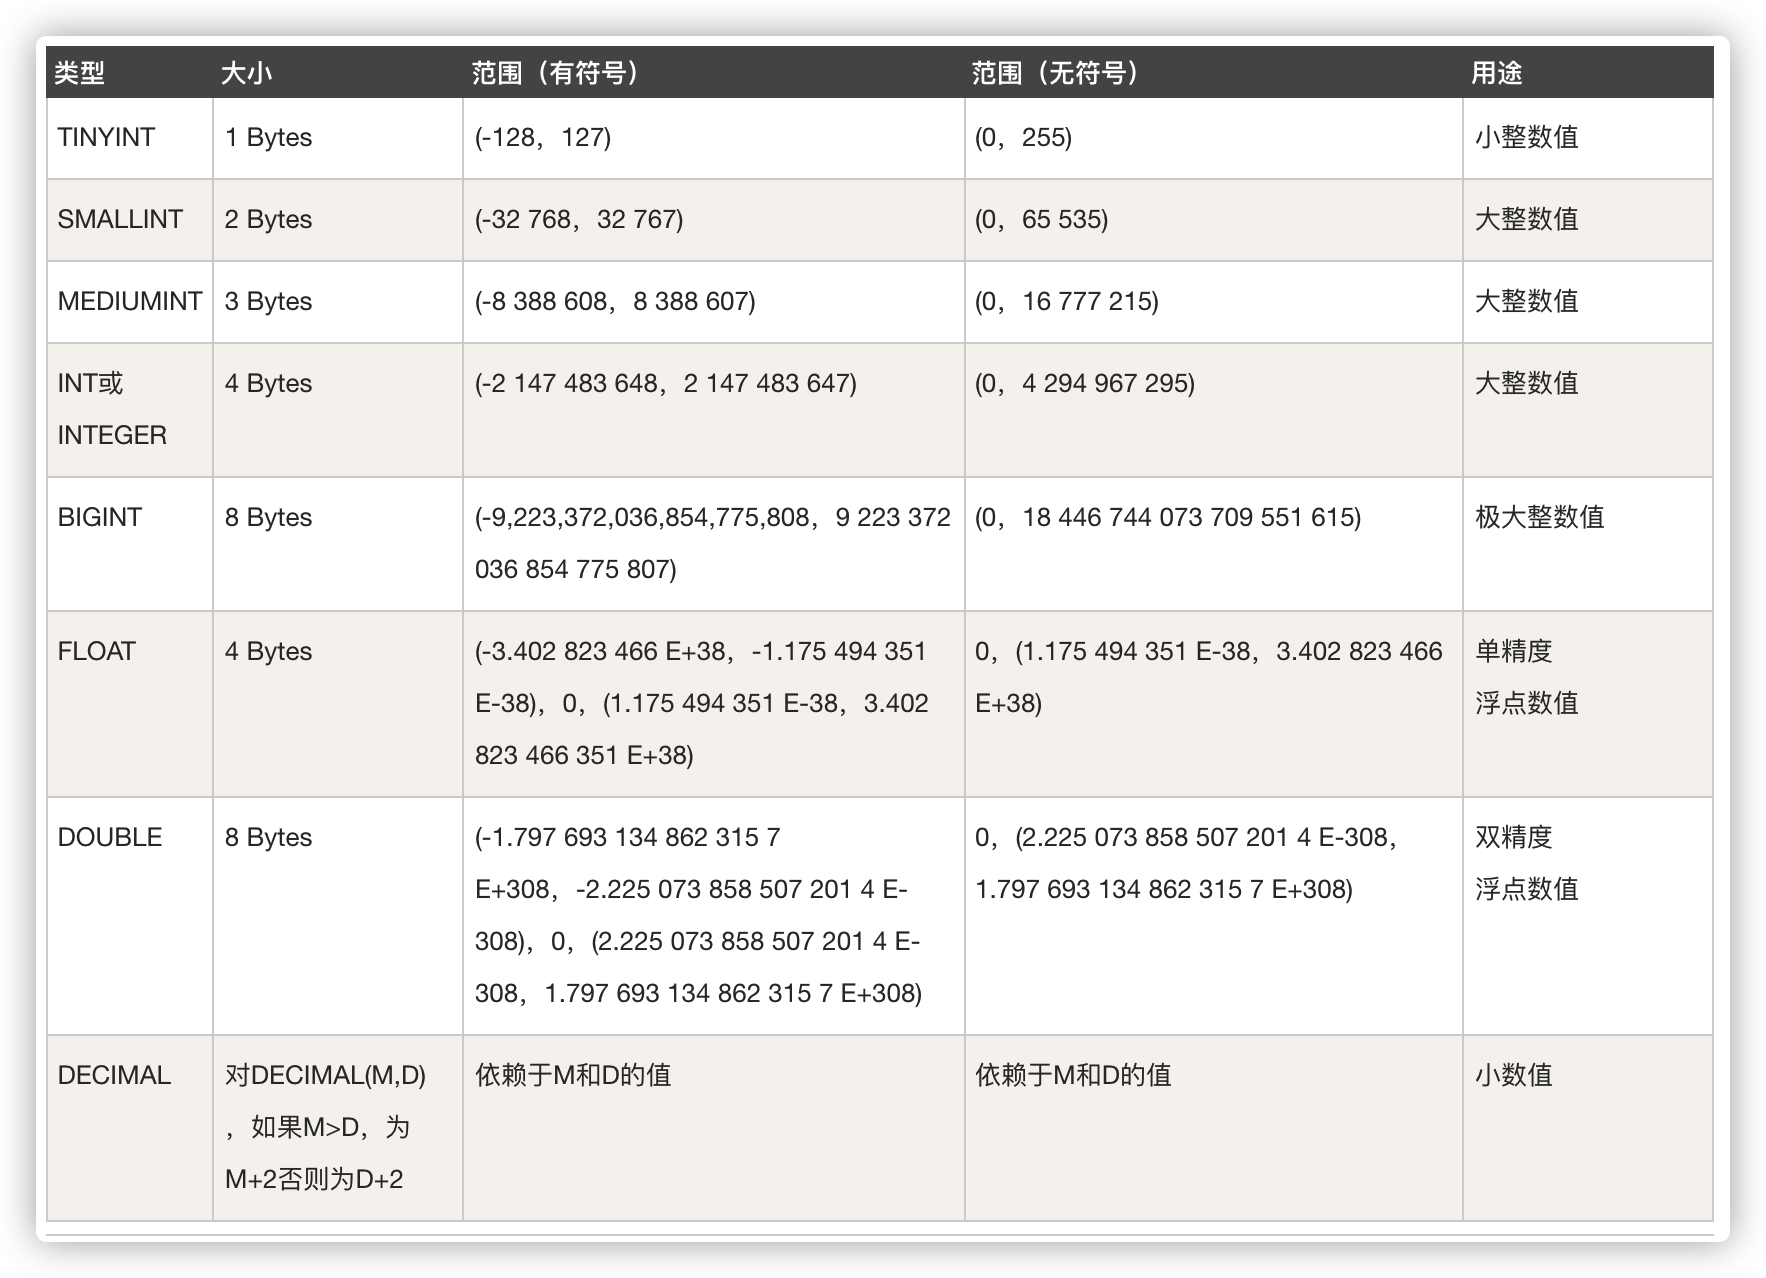 类型 大小 范围（有符号） 范围（无符号） 用途
TINYINT 1 Bytes (-128，127) (0，255) 小整数值
SMALLINT 2 Bytes (-32 768，32 767) (0，65 535) 大整数值
MEDIUMINT 3 Bytes (-8 388 608，8 388 607) (0，16 777 215) 大整数值
INT或 4 Bytes (-2 147 483 648，2 147 483 647) (0，4 294 967 295) 大整数值
INTEGER
BIGINT 8 Bytes (-9,223,372,036,854,775,808，9 223 372 (0，18 446 744 073 709 551 615) 极大整数值
036 854 775 807)
FLOAT 4 Bytes (-3.402 823 466 E+38，-1.175 494 351 0，(1.175 494 351 E-38，3.402 823 466 单精度
E-38)，0，(1.175 494 351 E-38，3.402 E+38) 浮点数值
823 466 351 E+38)
DOUBLE 8 Bytes (-1.797 693 134 862 315 7 0，(2.225 073 858 507 201 4 E-308， 双精度
E+308，-2.225 073 858 507 201 4 E- 1.797 693 134 862 315 7 E+308) 浮点数值
308)，0，(2.225 073 858 507 201 4 E-
308，1.797 693 134 862 315 7 E+308)
DECIMAL 对DECIMAL(M,D) 依赖于M和D的值 依赖于M和D的值 小数值
，如果M>D，为
M+2否则为D+2